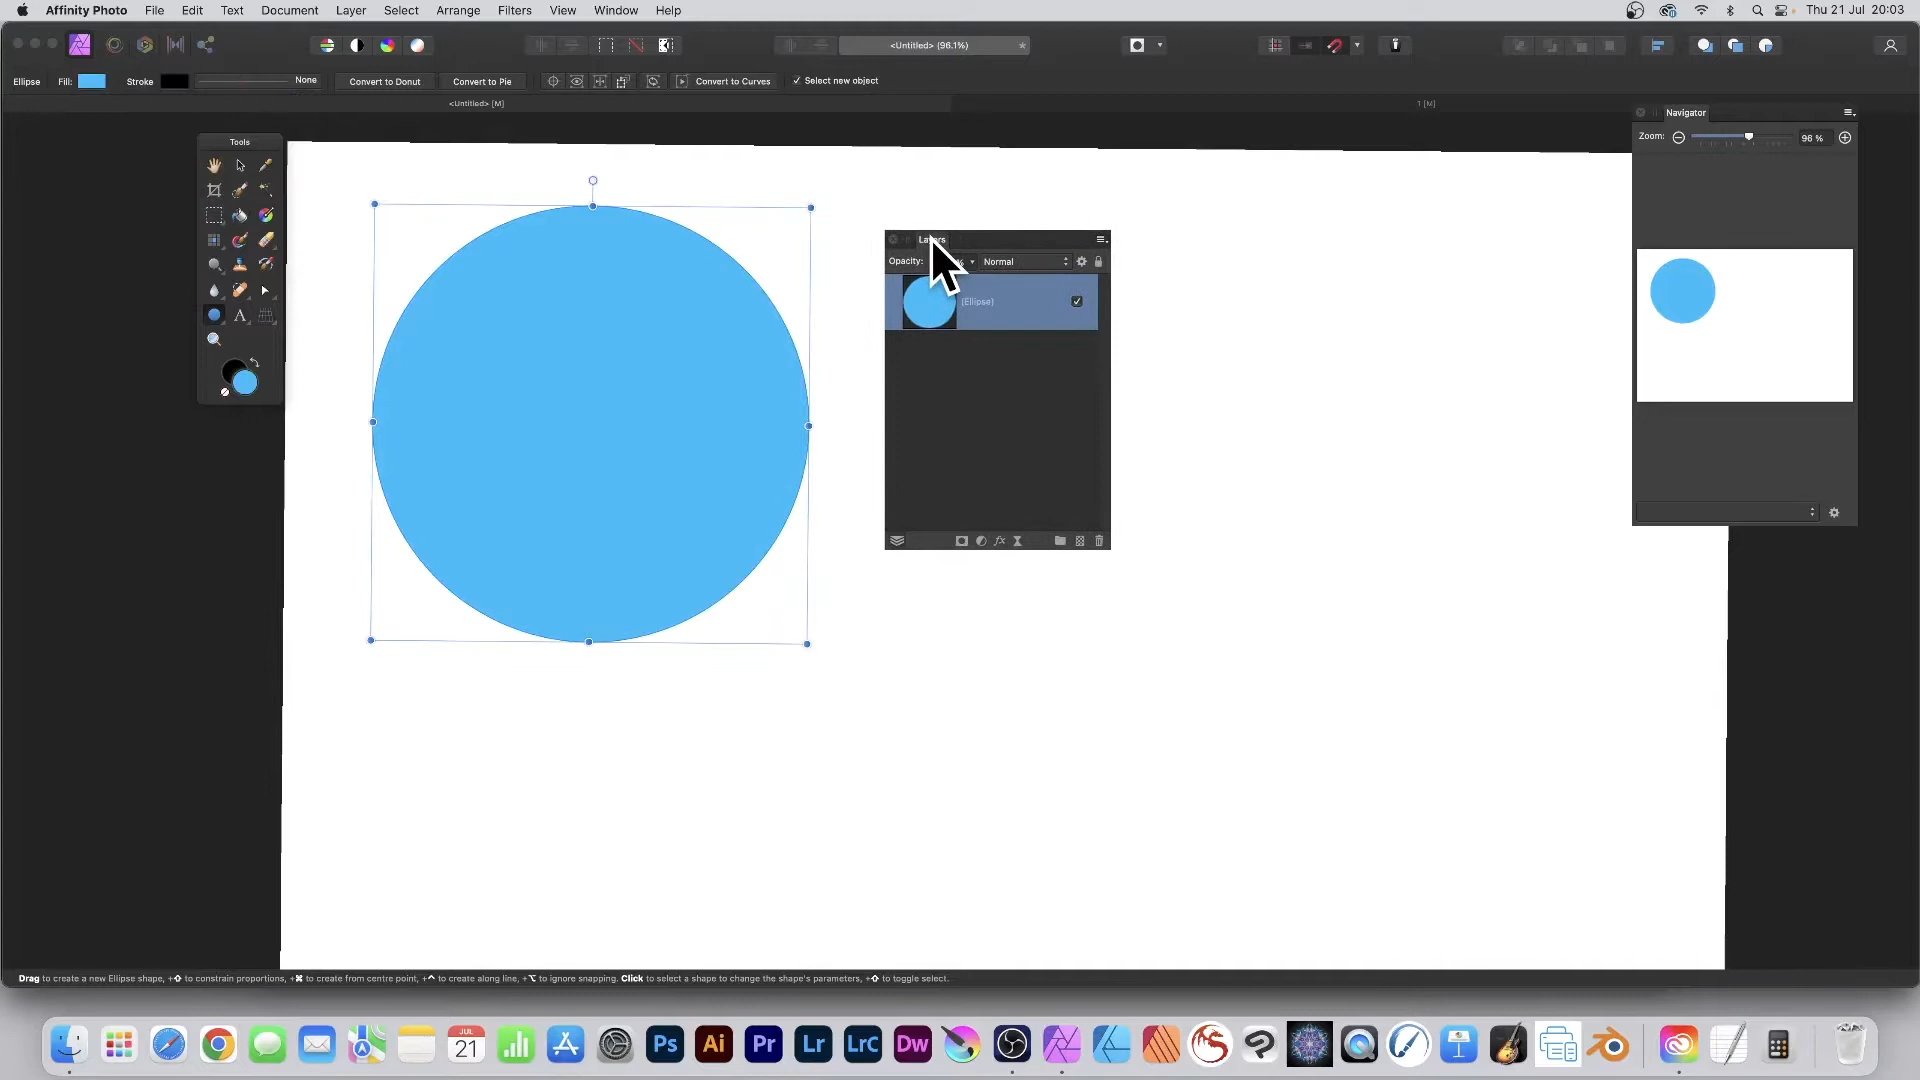 Affinity Photo File Edit Text Document Layer Select Arrange Filters View Window Help Thu 21 Jul 20:03
<Untitled> (96.1%)
Ellipse Fill: Stroke None Convert to Donut Convert to Pie Convert to Curves Select new object
<Untitled> [M] 1 [M]
Navigator
Zoom: 96 %
Tools
Layers
Opacity: % Normal
(Ellipse)
fx
Drag to create a new Ellipse shape, +⇧ to constrain proportions, +⌘ to create from centre point, +^ to create along line, +⌥ to ignore snapping. Click to select a shape to change the shape's parameters, +⇧ to toggle select.
JUL
21
Ps Ai Pr Lr LrC Dw